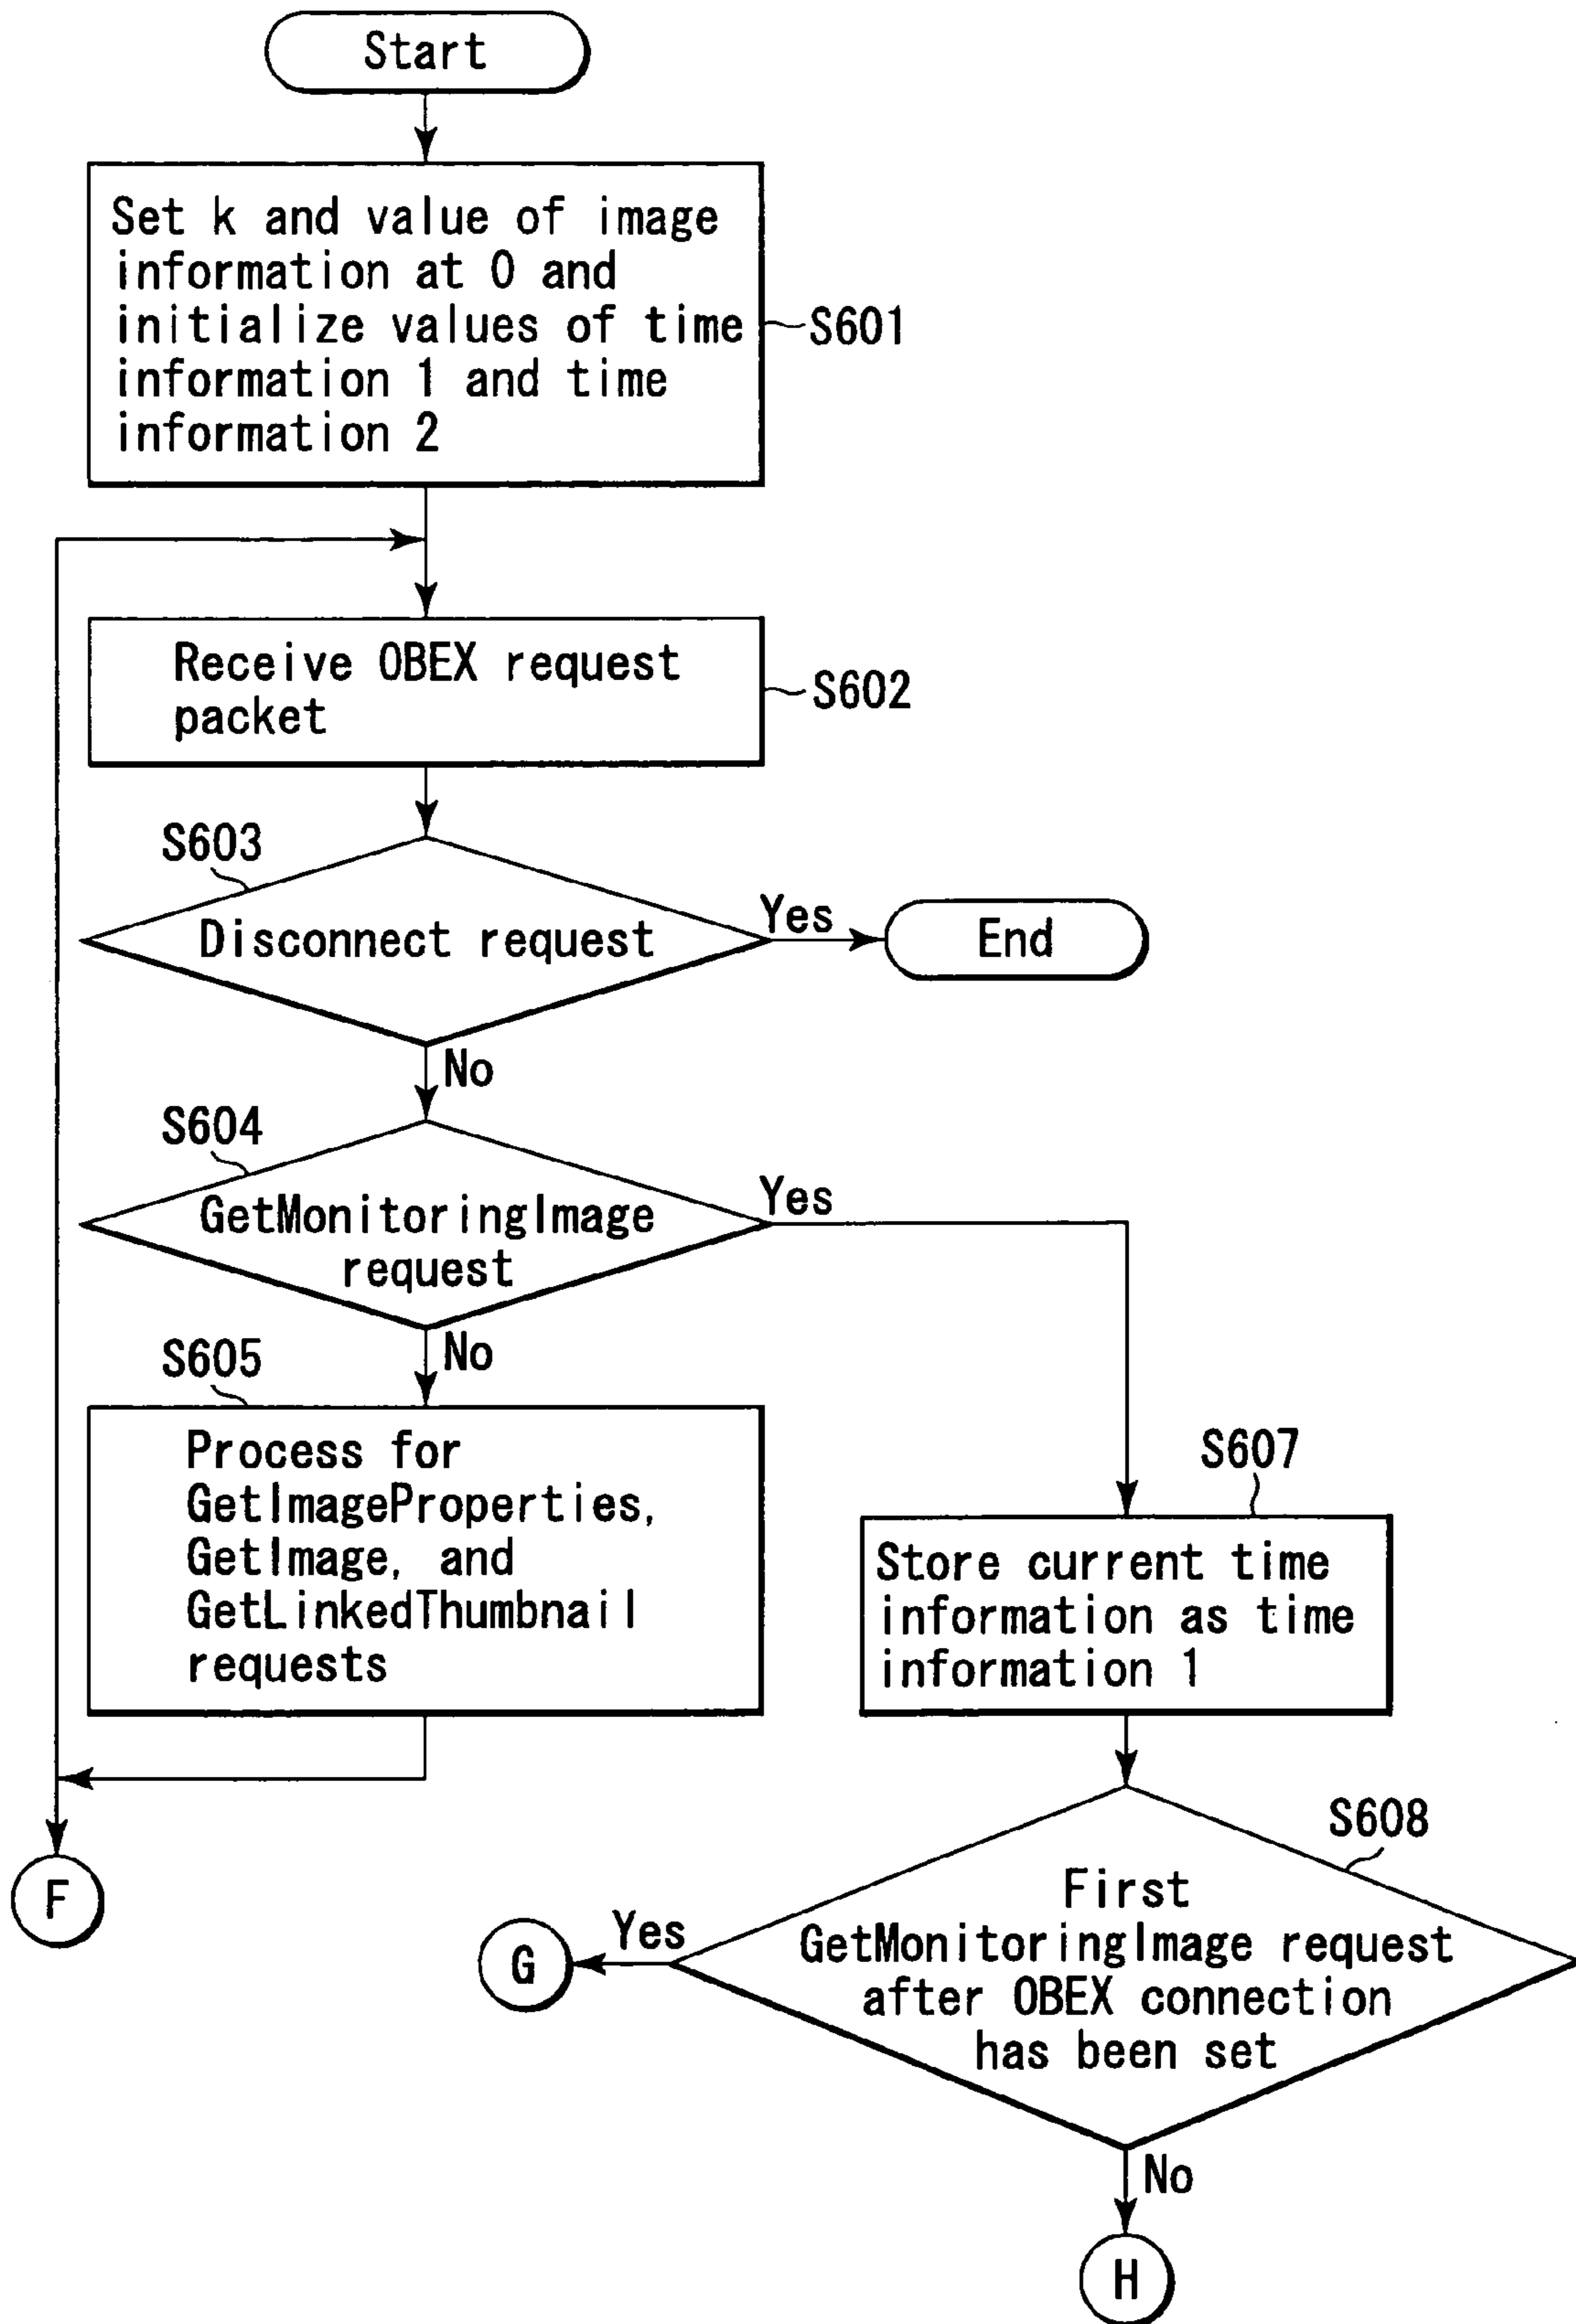 Start
Set k and value of image
information at 0 and
initialize values of time
information 1 and time
information 2
S601
Receive OBEX request
packet
S602
S603
Disconnect request
Yes
End
No
S604
GetMonitoringImage
request
Yes
No
S605
Process for
GetImageProperties,
GetImage, and
GetLinkedThumbnail
requests
S607
Store current time
information as time
information 1
F
S608
First
GetMonitoringImage request
after OBEX connection
has been set
Yes
G
No
H